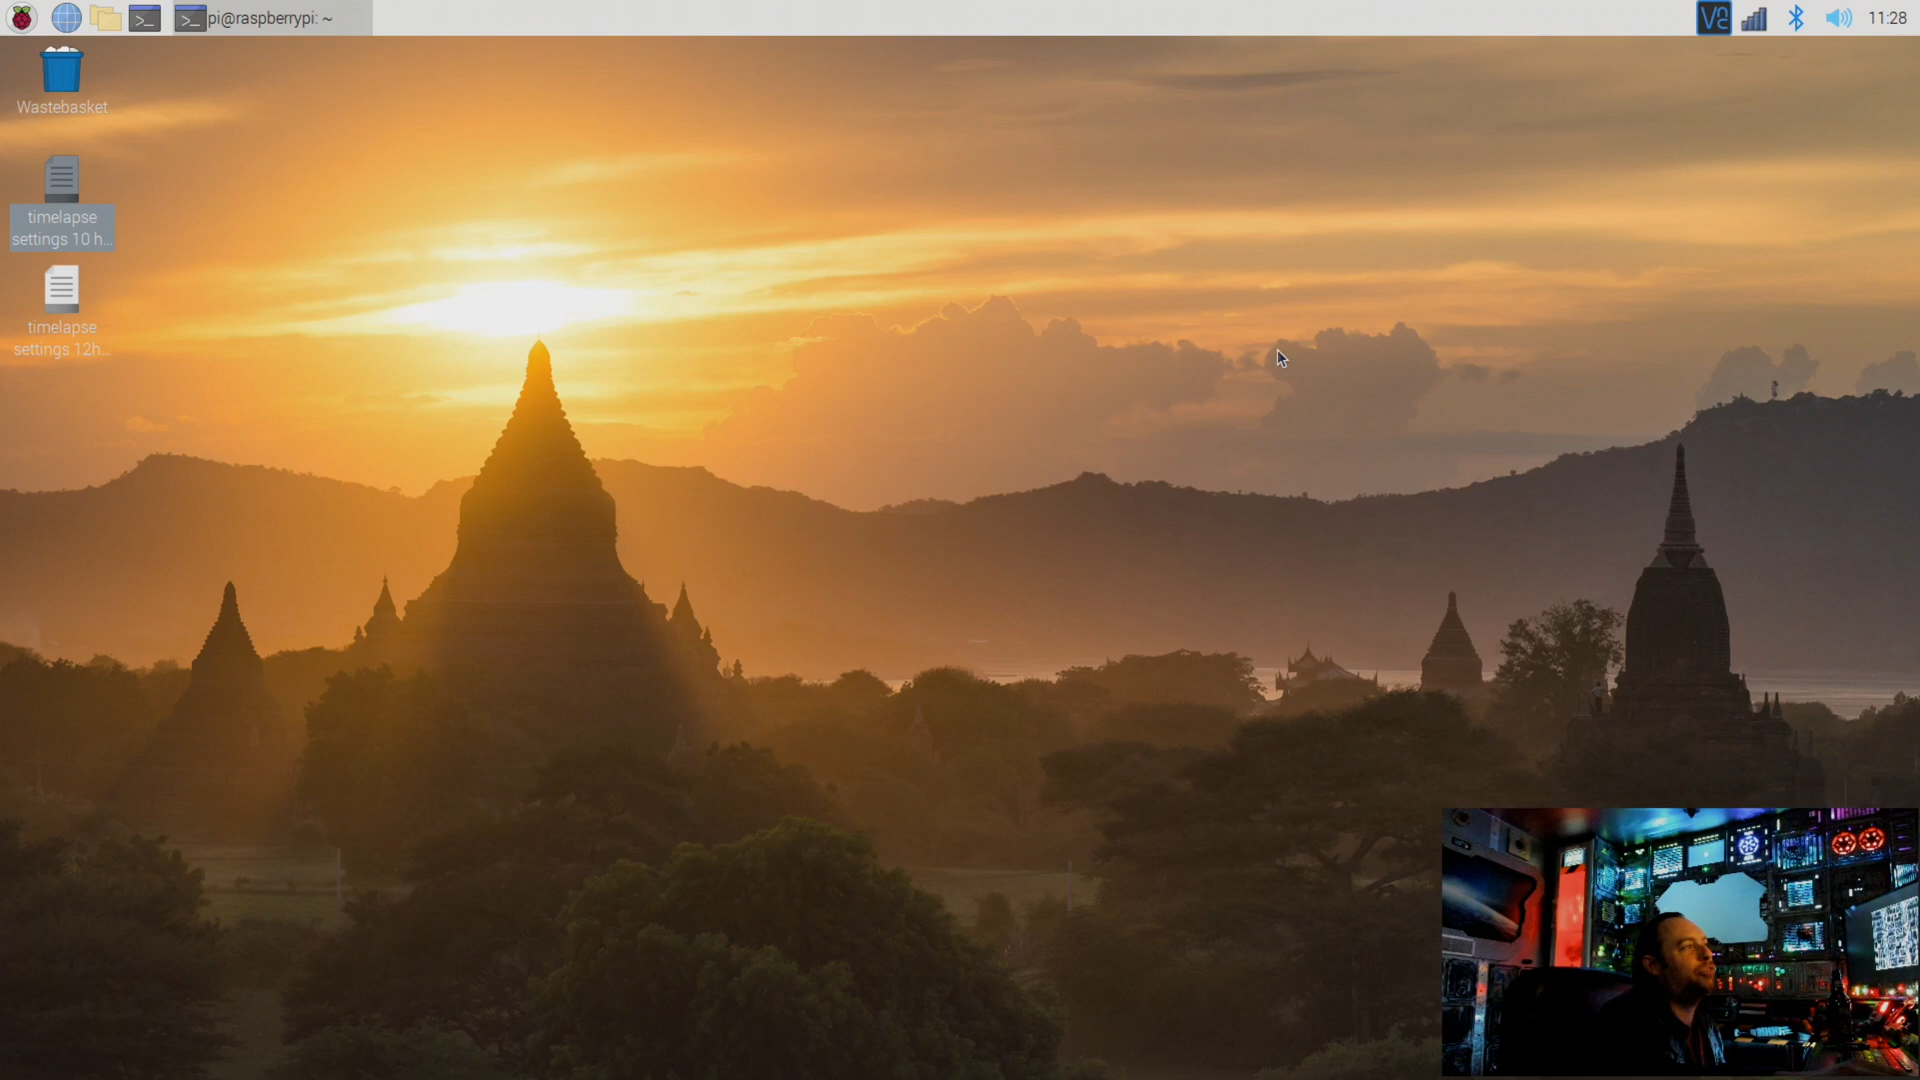 pi@raspberrypi: ~
11:28
Wastebasket
timelapse
settings 10 h...
timelapse
settings 12h...